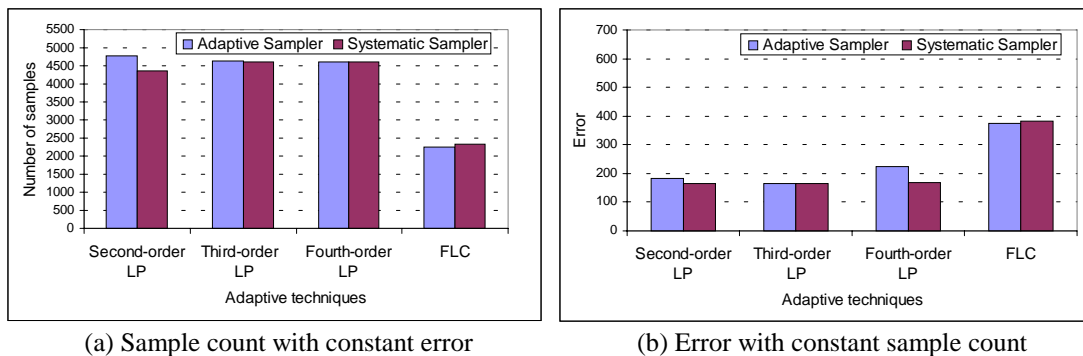 5500
5000
4500
4000
3500
3000
2500
2000
1500
1000
500
0
Number of samples
Adaptive Sampler
Systematic Sampler
Second-order LP
Third-order LP
Fourth-order LP
FLC
Adaptive techniques
(a) Sample count with constant error
700
600
500
400
300
200
100
0
Error
Adaptive Sampler
Systematic Sampler
Second-order LP
Third-order LP
Fourth-order LP
FLC
Adaptive techniques
(b) Error with constant sample count